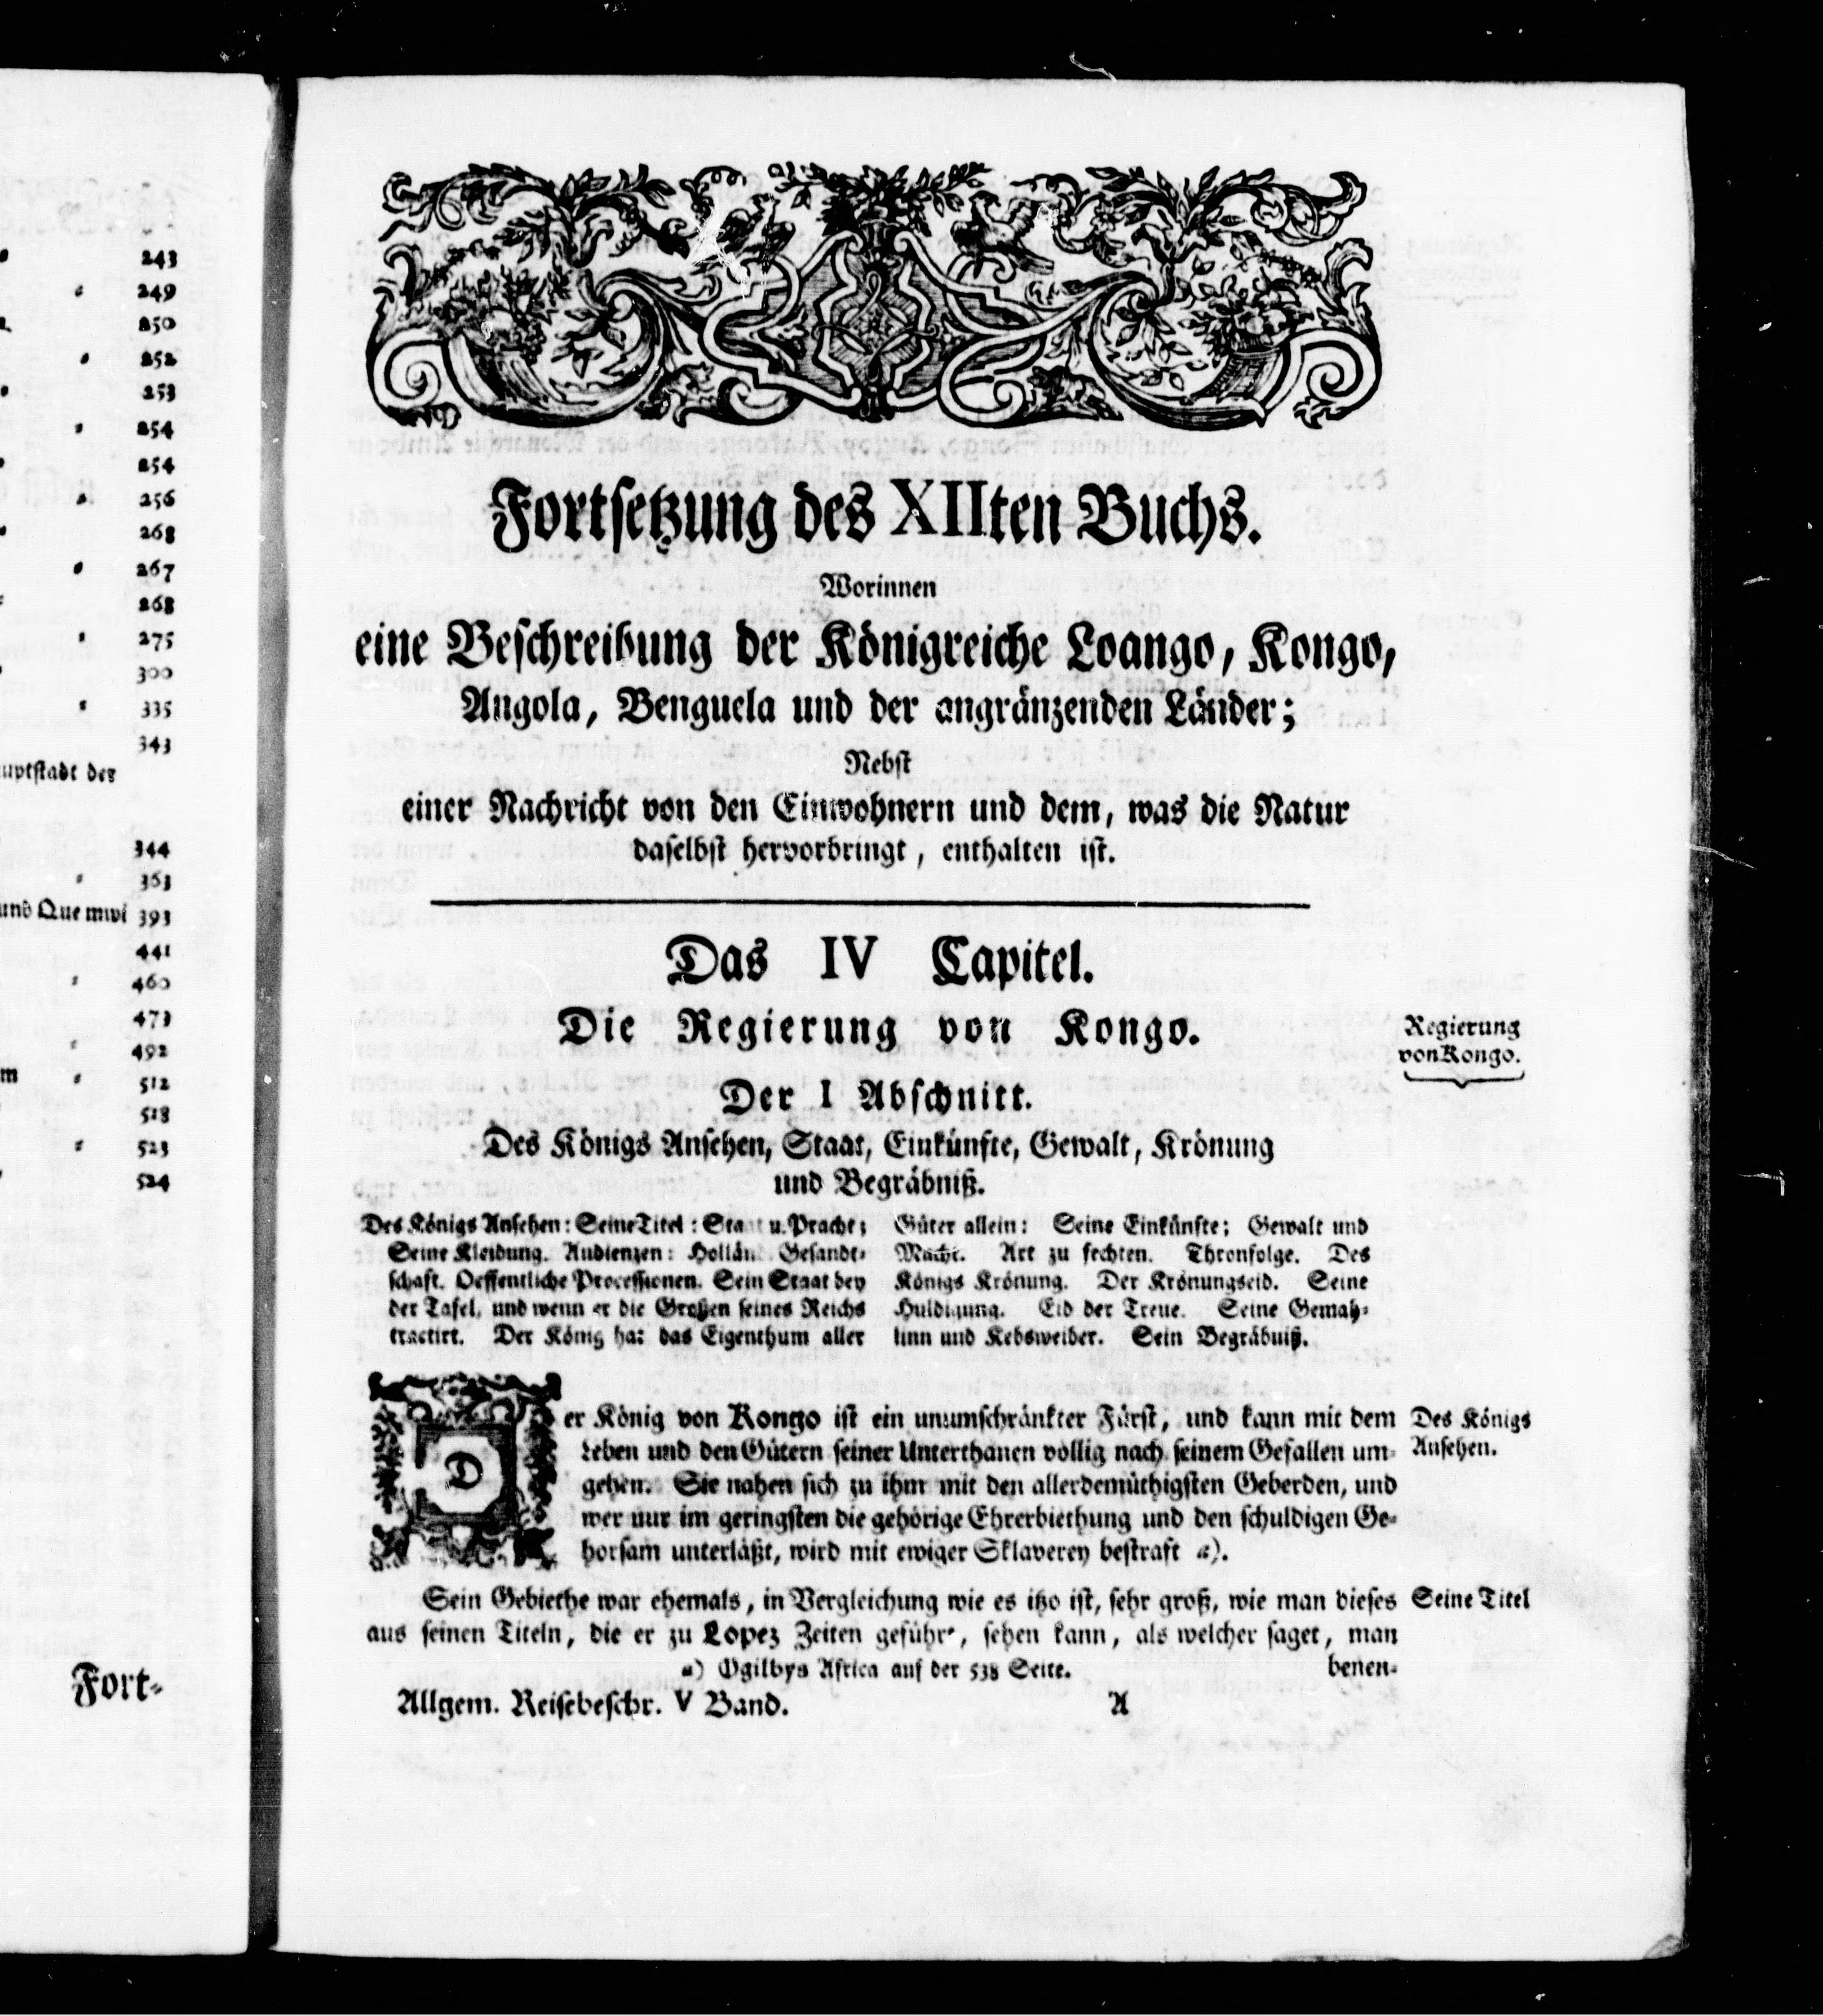 243
249
250
252
253
254
254
256
268
267
268
275
300
335
343
uptstadt der
344
363
und Quemwi 393
441
460
473
492
m 512
518
523
524
Fort-
Fortsetzung des XIIten Buchs.
Worinnen
eine Beschreibung der Königreiche Loango, Kongo,
Angola, Benguela und der angränzenden Länder;
Nebst
einer Nachricht von den Einwohnern und dem, was die Natur
daselbst hervorbringt, enthalten ist.
Das IV Capitel.
Die Regierung von Kongo.
Regierung
von Kongo.
Der I Abschnitt.
Des Königs Ansehen, Staat, Einkünfte, Gewalt, Krönung
und Begräbniß.
Des Königs Ansehen: Seine Titel: Staat u. Pracht;
Seine Kleidung. Audienzen: Holländ. Gesandt-
schaft. Oeffentliche Processionen. Sein Staat bey
der Tafel, und wenn er die Großen seines Reichs
tractirt. Der König hat das Eigenthum aller
Güter allein: Seine Einkünfte; Gewalt und
Macht. Art zu fechten. Thronfolge. Des
Königs Krönung. Der Krönungseid. Seine
Huldigung. Eid der Treue. Seine Gemah-
linn und Kebsweiber. Sein Begräbniß.
Der König von Kongo ist ein unumschränkter Fürst, und kann mit dem
Leben und den Gütern seiner Unterthanen völlig nach seinem Gefallen um-
gehen. Sie nahen sich zu ihm mit den allerdemüthigsten Geberden, und
wer nur im geringsten die gehörige Ehrerbiethung und den schuldigen Ge-
horsam unterläßt, wird mit ewiger Sklaverey bestraft a).
Des Königs
Ansehen.
Sein Gebiethe war ehemals, in Vergleichung wie es itzo ist, sehr groß, wie man dieses
aus seinen Titeln, die er zu Lopez Zeiten geführt, sehen kann, als welcher saget, man
benen-
Seine Titel
a) Ogilbys Africa auf der 538 Seite.
Allgem. Reisebeschr. V Band. A